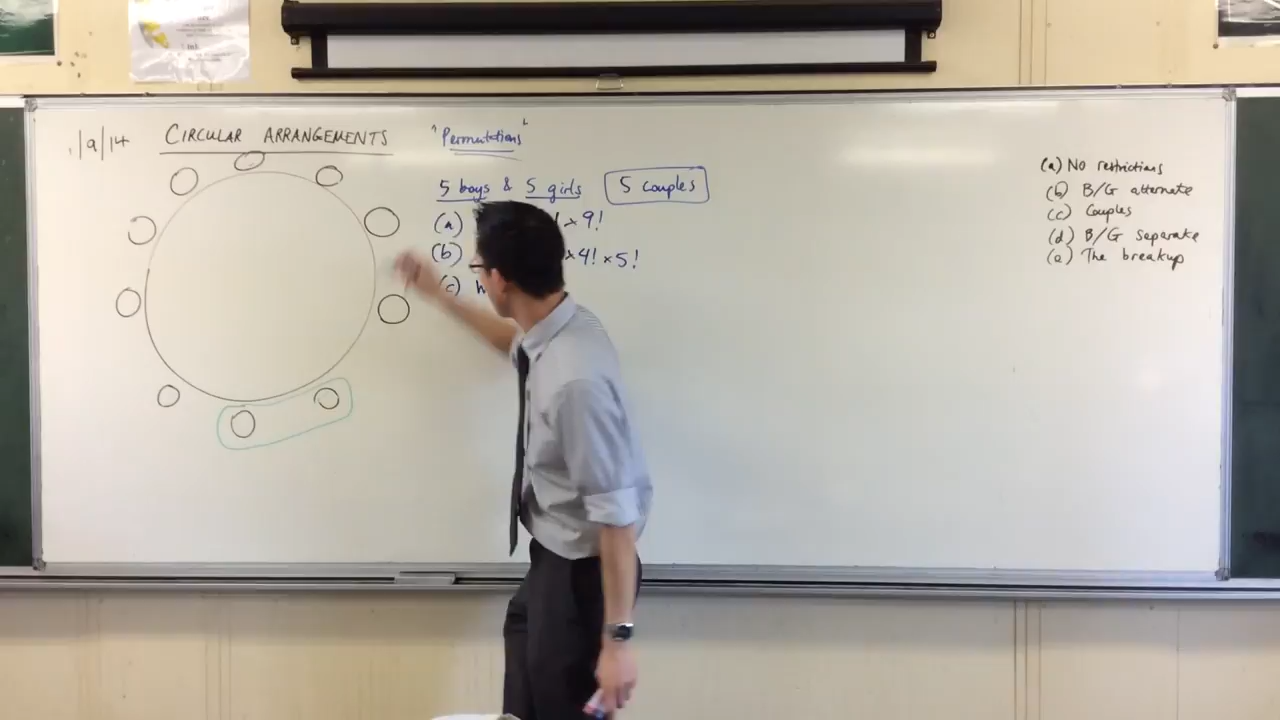 1/9/14 CIRCULAR ARRANGEMENTS "Permutations"
5 boys & 5 girls 5 couples
(a) ! × 9!
(b) × 4! × 5!
(c)
(a) No restrictions
(b) B/G alternate
(c) Couples
(d) B/G separate
(e) The breakup